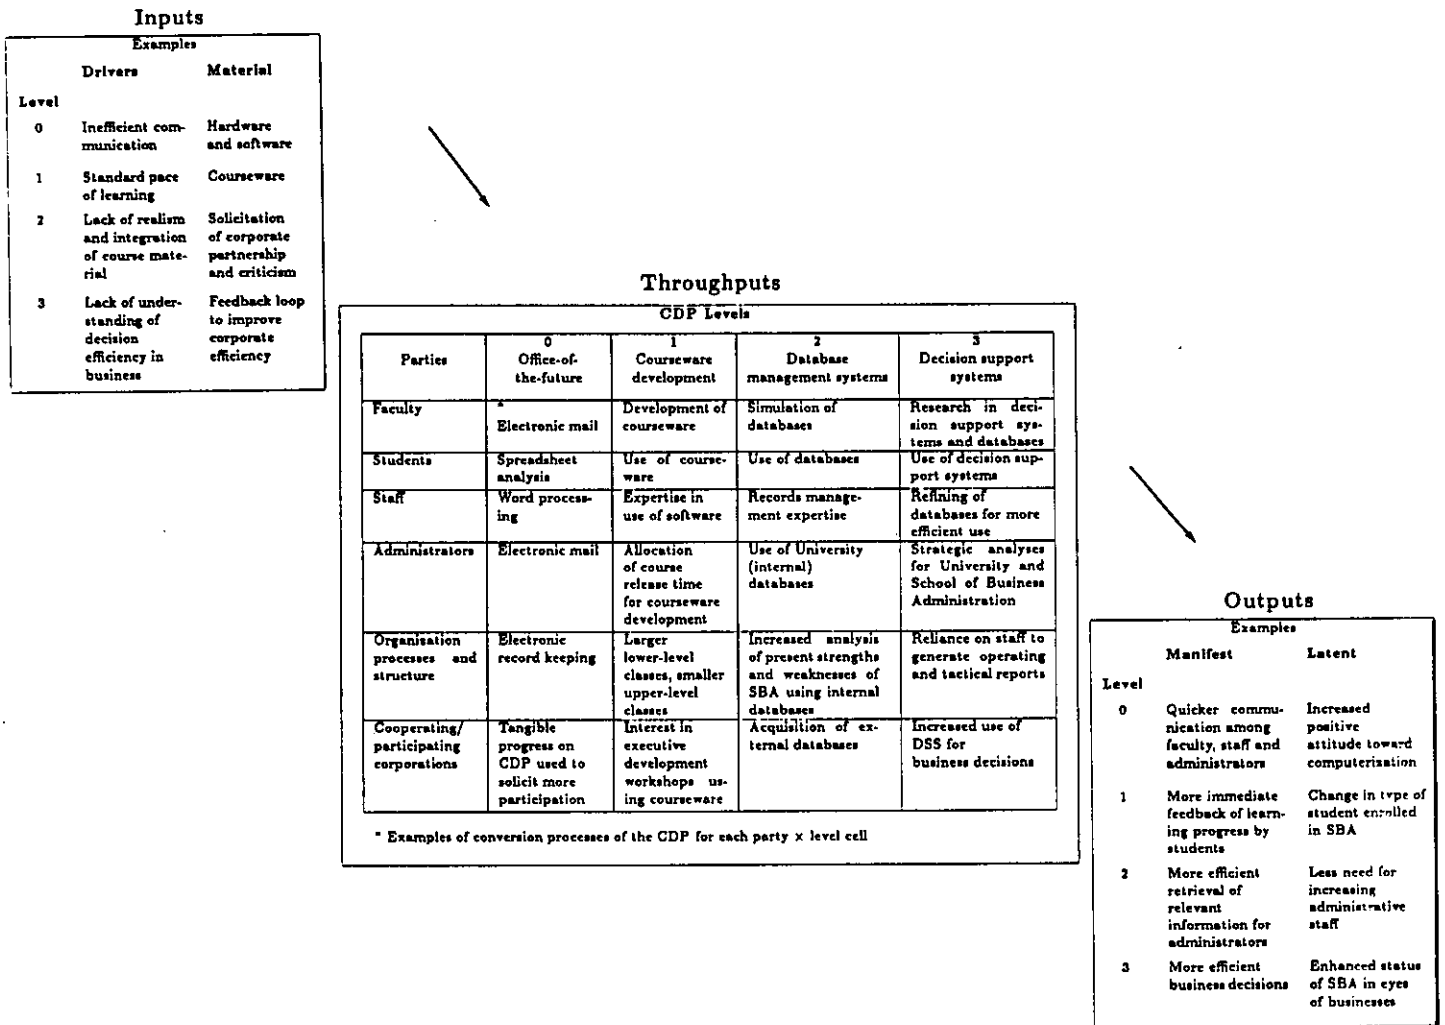 Inputs
Examples
Drivers Material
Level
0 Inefficient com- Hardware
munication and software
1 Standard pace Courseware
of learning
2 Lack of realism Solicitation
and integration of corporate
of course mate- partnership
rial and criticism
3 Lack of under- Feedback loop
standing of to improve
decision corporate
efficiency in efficiency
business
Throughputs
CDP Levels
0 1 2 3
Parties Office-of- Courseware Database Decision support
the-future development management systems systems
Faculty * Development of Simulation of Research in deci-
Electronic mail courseware databases sion support sys-
tems and databases
Students Spreadsheet Use of course- Use of databases Use of decision sup-
analysis ware port systems
Staff Word process- Expertise in Records manage- Refining of
ing use of software ment expertise databases for more
efficient use
Administrators Electronic mail Allocation Use of University Strategic analyses
of course (internal) for University and
release time databases School of Business
for courseware Administration
development
Organisation Electronic Larger Increased analysis Reliance on staff to
processes and record keeping lower-level of present strengths generate operating
structure classes, smaller and weaknesses of and tactical reports
upper-level SBA using internal
classes databases
Cooperating/ Tangible Interest in Acquisition of ex- Increased use of
participating progress on executive ternal databases DSS for
corporations CDP used to development business decisions
solicit more workshops us-
participation ing courseware
* Examples of conversion processes of the CDP for each party x level cell
Outputs
Examples
Manifest Latent
Level
0 Quicker commu- Increased
nication among positive
faculty, staff and attitude toward
administrators computerisation
1 More immediate Change in type of
feedback of learn- student enrolled
ing progress by in SBA
students
2 More efficient Less need for
retrieval of increasing
relevant administrative
information for staff
administrators
3 More efficient Enhanced status
business decisions of SBA in eyes
of businesses